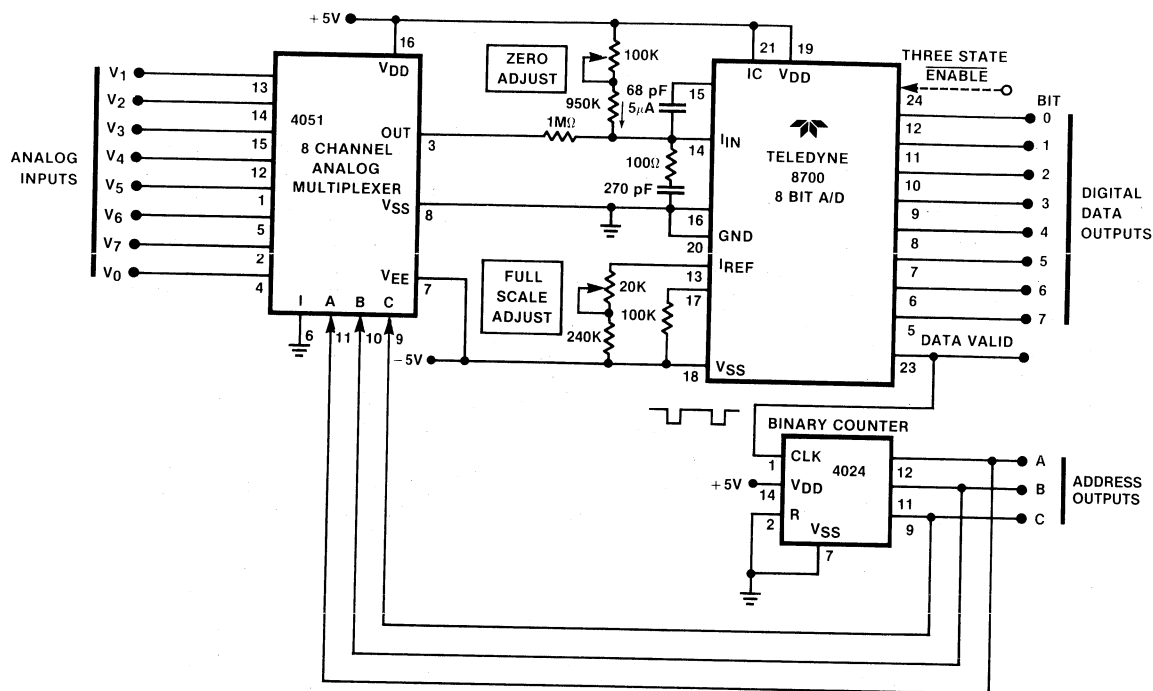 +5V
16
VDD
ZERO
ADJUST
100K
21
19
IC
VDD
THREE STATE
ENABLE
24
BIT
ANALOG
INPUTS
V1
13
V2
14
V3
15
V4
12
V5
1
V6
5
V7
2
V0
4
4051
8 CHANNEL
ANALOG
MULTIPLEXER
OUT
3
VSS
8
VEE
7
I
A
B
C
6
11
10
9
950K
5μA
68 pF
15
1MΩ
IIN
14
100Ω
270 pF
16
GND
20
IREF
13
17
FULL
SCALE
ADJUST
20K
100K
240K
−5V
18
VSS
TELEDYNE
8700
8 BIT A/D
0
12
1
11
2
10
3
9
4
8
5
7
6
6
7
5
DIGITAL
DATA
OUTPUTS
DATA VALID
23
BINARY COUNTER
CLK
1
4024
12
A
+5V
14
VDD
11
B
R
2
9
C
VSS
7
ADDRESS
OUTPUTS